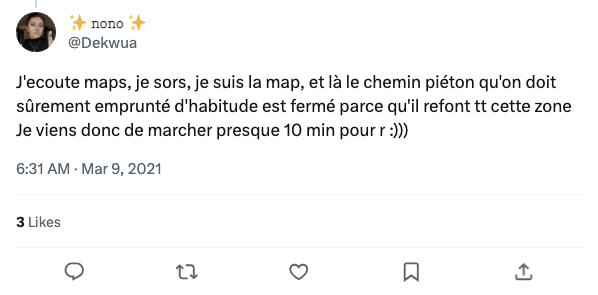 ✨ nono ✨
@Dekwua
J'ecoute maps, je sors, je suis la map, et là le chemin piéton qu'on doit
sûrement emprunté d'habitude est fermé parce qu'il refont tt cette zone
Je viens donc de marcher presque 10 min pour r :)))
6:31 AM · Mar 9, 2021
3 Likes